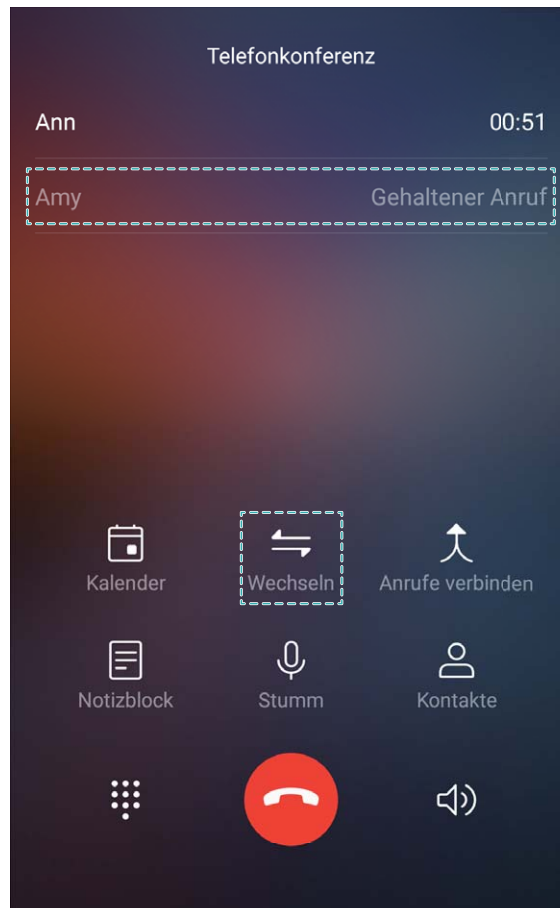 Telefonkonferenz
Ann 00:51
Amy Gehaltener Anruf
Kalender Wechseln Anrufe verbinden
Notizblock Stumm Kontakte